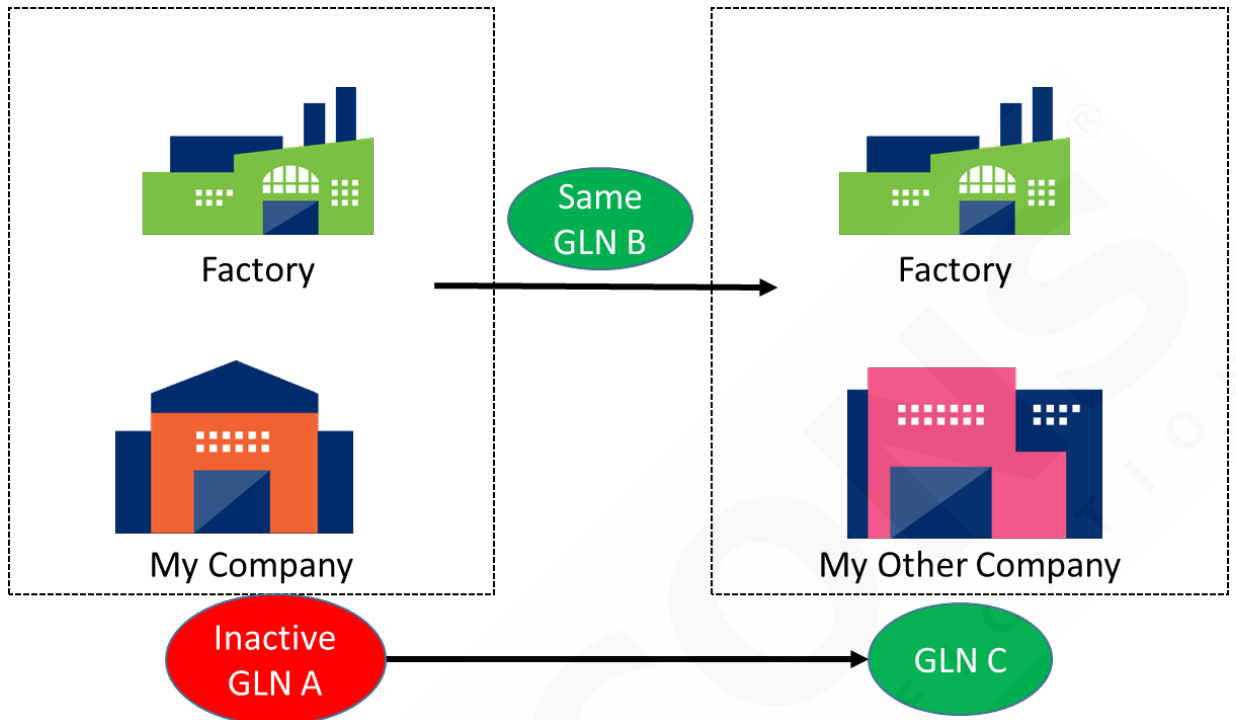 Factory
Same
GLN B
Factory
My Company
My Other Company
Inactive
GLN A
GLN C
®